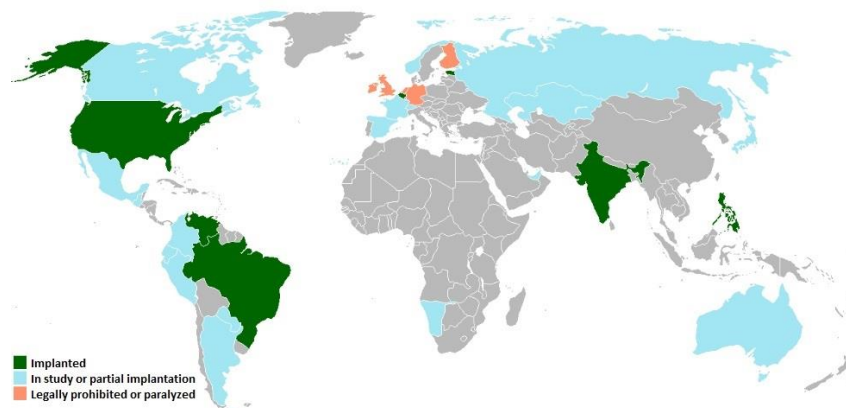 Implanted
In study or partial implantation
Legally prohibited or paralyzed